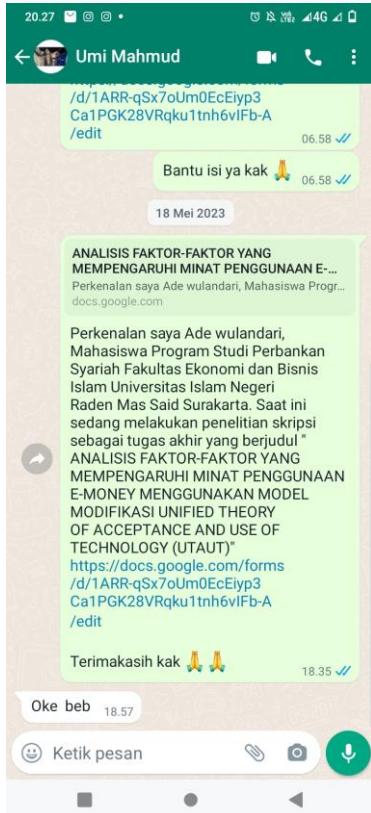 20.27
4G
Umi Mahmud
/d/1ARR-qSx7oUm0EcEiyp3
Ca1PGK28VRqku1tnh6vIFb-A
/edit
06.58
Bantu isi ya kak 🙏
06.58
18 Mei 2023
ANALISIS FAKTOR-FAKTOR YANG
MEMPENGARUHI MINAT PENGGUNAAN E-...
Perkenalan saya Ade wulandari, Mahasiswa Progr...
docs.google.com
Perkenalan saya Ade wulandari,
Mahasiswa Program Studi Perbankan
Syariah Fakultas Ekonomi dan Bisnis
Islam Universitas Islam Negeri
Raden Mas Said Surakarta. Saat ini
sedang melakukan penelitian skripsi
sebagai tugas akhir yang berjudul "
ANALISIS FAKTOR-FAKTOR YANG
MEMPENGARUHI MINAT PENGGUNAAN
E-MONEY MENGGUNAKAN MODEL
MODIFIKASI UNIFIED THEORY
OF ACCEPTANCE AND USE OF
TECHNOLOGY (UTAUT)"
https://docs.google.com/forms
/d/1ARR-qSx7oUm0EcEiyp3
Ca1PGK28VRqku1tnh6vIFb-A
/edit
Terimakasih kak 🙏 🙏
18.35
Oke beb
18.57
Ketik pesan